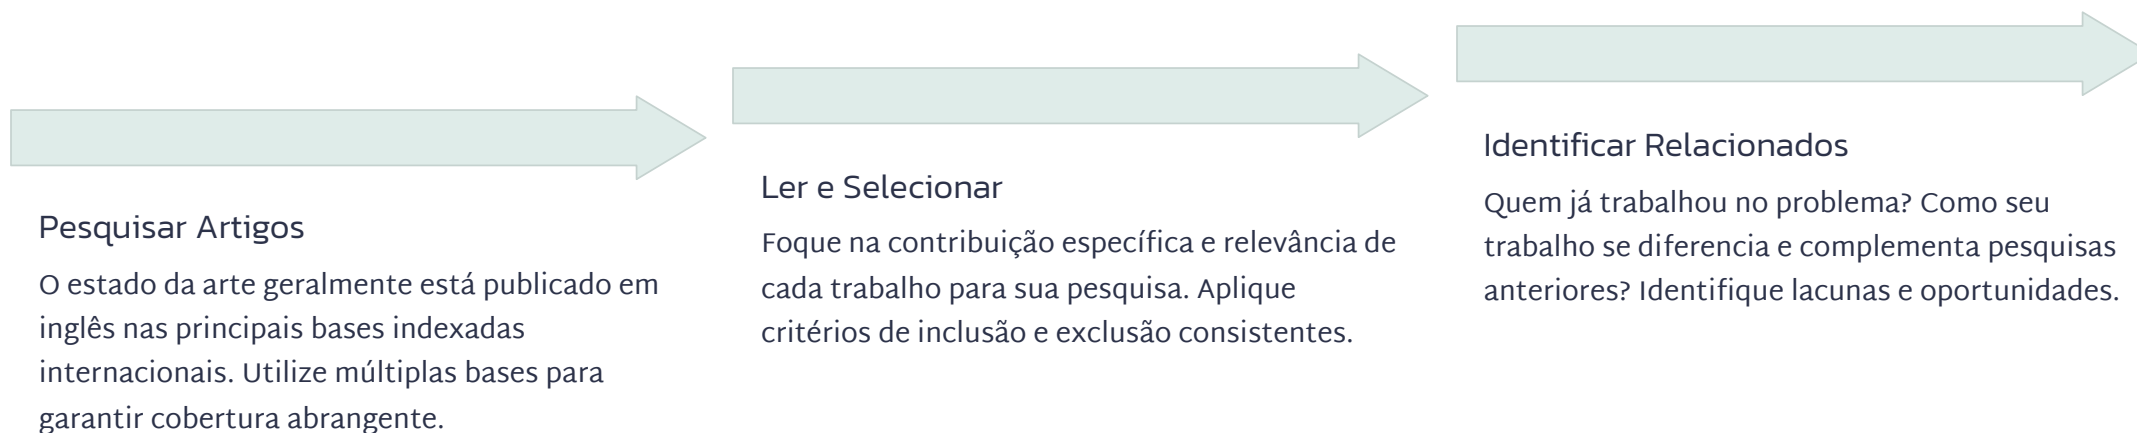 Pesquisar Artigos
O estado da arte geralmente está publicado em
inglês nas principais bases indexadas
internacionais. Utilize múltiplas bases para
garantir cobertura abrangente.
Ler e Selecionar
Foque na contribuição específica e relevância de
cada trabalho para sua pesquisa. Aplique
critérios de inclusão e exclusão consistentes.
Identificar Relacionados
Quem já trabalhou no problema? Como seu
trabalho se diferencia e complementa pesquisas
anteriores? Identifique lacunas e oportunidades.